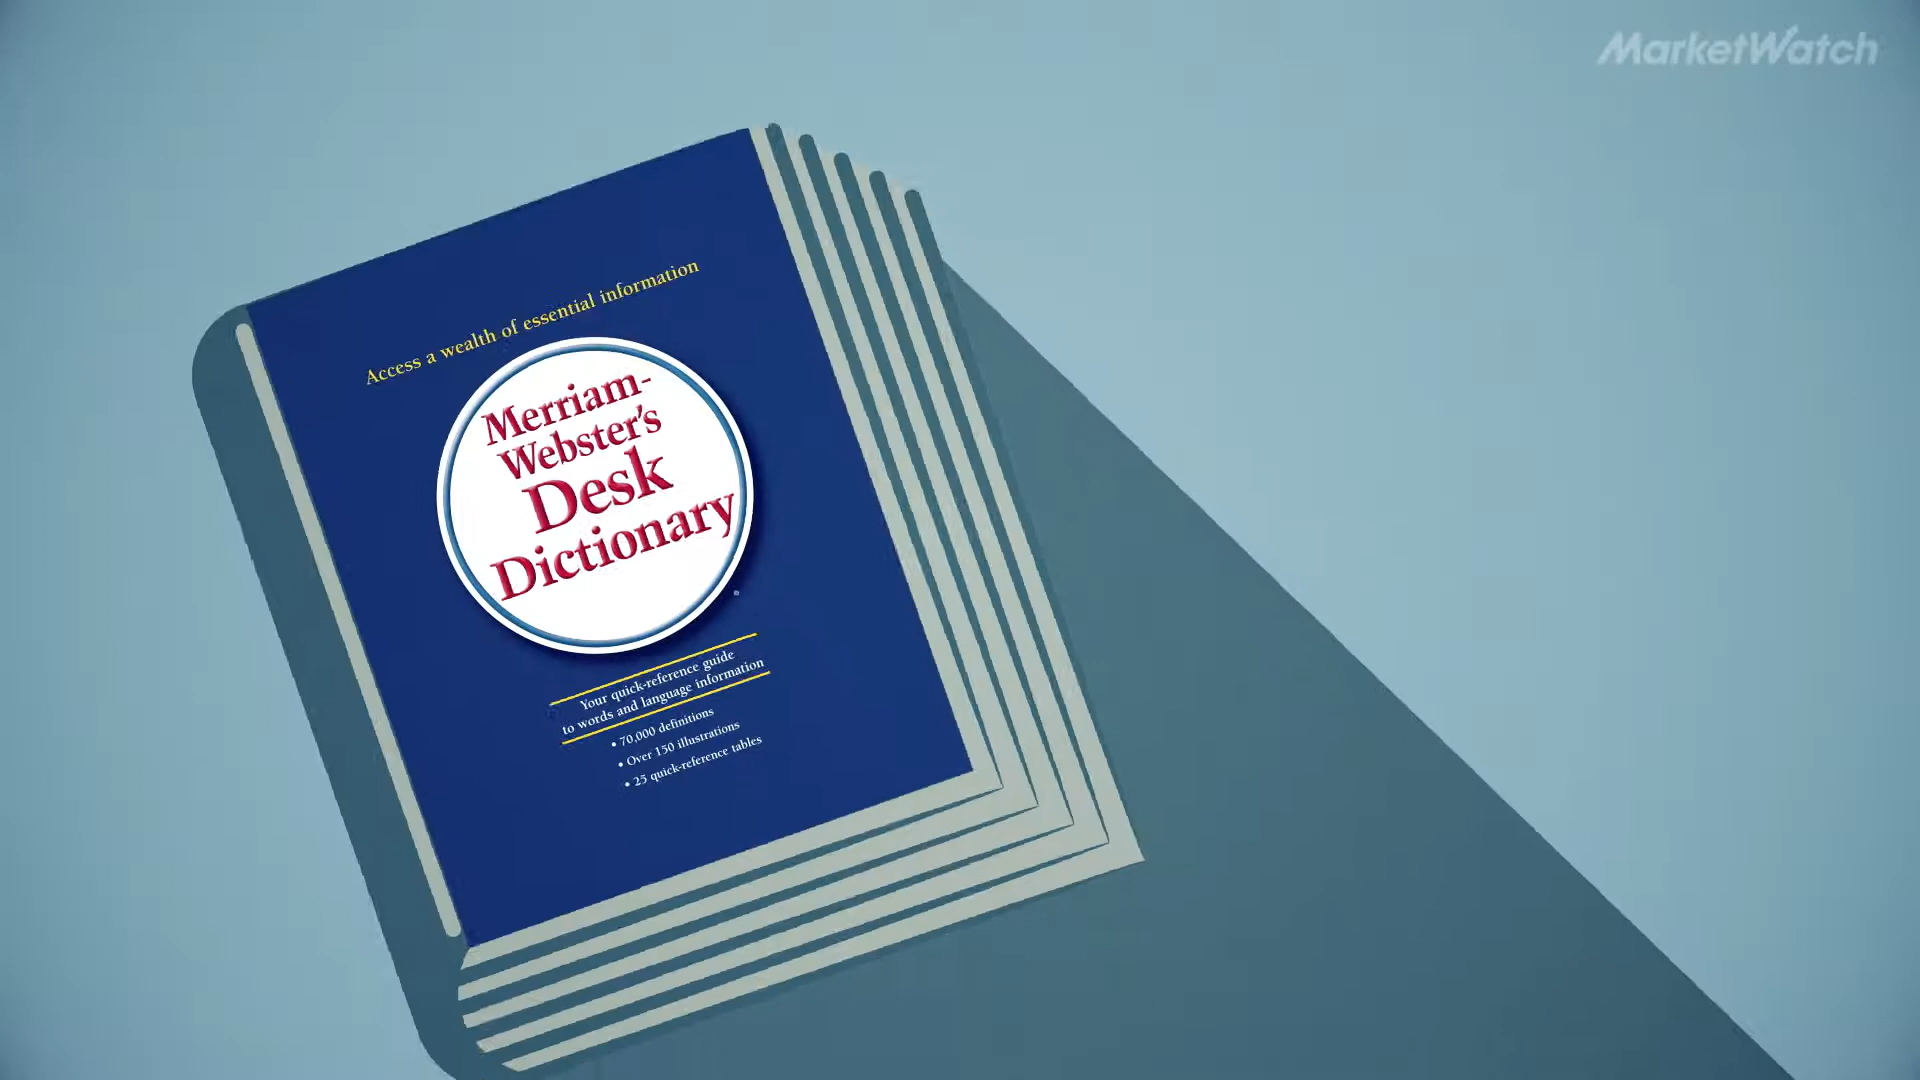 MarketWatch
Access a wealth of essential information
Merriam-
Webster's
Desk
Dictionary
Your quick-reference guide
to words and language information
• 70,000 definitions
• Over 150 illustrations
• 25 quick-reference tables